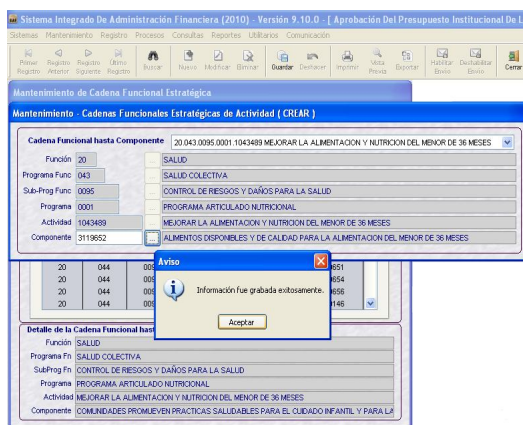 Sistema Integrado De Administración Financiera (2010) - Versión 9.10.0 - [ Aprobación Del Presupuesto Institucional De L
Sistemas Mantenimiento Registro Procesos Consultas Reportes Utilitarios Comunicación
Primer Registro Registro Anterior Registro Siguiente Último Registro Buscar Nuevo Modificar Eliminar Guardar Deshacer Imprimir Vista Previa Exportar Habilitar Envío Deshabilitar Envío Cerrar
Mantenimiento de Cadena Funcional Estratégica
Mantenimiento - Cadenas Funcionales Estratégicas de Actividad ( CREAR )
Cadena Funcional hasta Componente 20.043.0095.0001.1043489 MEJORAR LA ALIMENTACION Y NUTRICION DEL MENOR DE 36 MESES
Función 20 SALUD
Programa Func 043 SALUD COLECTIVA
Sub-Prog Func 0095 CONTROL DE RIESGOS Y DAÑOS PARA LA SALUD
Programa 0001 PROGRAMA ARTICULADO NUTRICIONAL
Actividad 1043489 MEJORAR LA ALIMENTACION Y NUTRICION DEL MENOR DE 36 MESES
Componente 3119652 ... ALIMENTOS DISPONIBLES Y DE CALIDAD PARA LA ALIMENTACION DEL MENOR DE 36 MESES
Aviso
20 044 009 9651
20 044 009 9654
20 044 009 9656
20 044 009 9146
Información fue grabada exitosamente.
Aceptar
Detalle de la Cadena Funcional hast
Función SALUD
Programa Fn SALUD COLECTIVA
SubProg Fn CONTROL DE RIESGOS Y DAÑOS PARA LA SALUD
Programa PROGRAMA ARTICULADO NUTRICIONAL
Actividad MEJORAR LA ALIMENTACION Y NUTRICION DEL MENOR DE 36 MESES
Componente COMUNIDADES PROMUEVEN PRACTICAS SALUDABLES PARA EL CUIDADO INFANTIL Y PARA LA